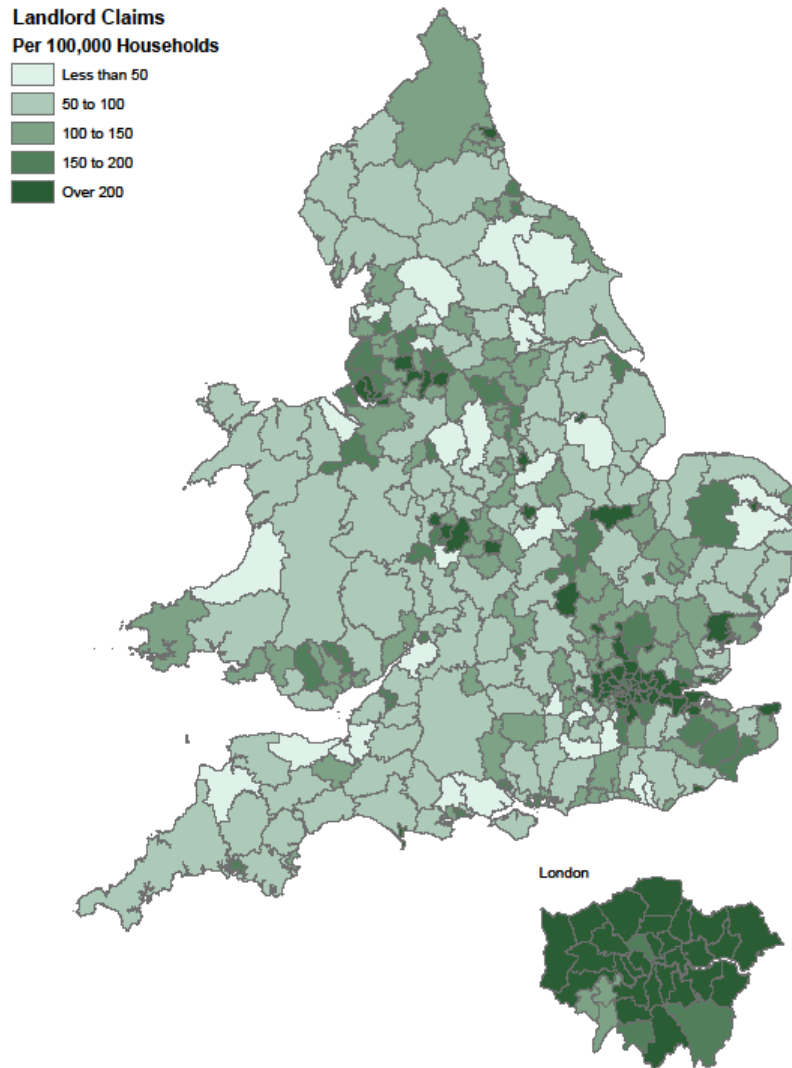 Landlord Claims
Per 100,000 Households
Less than 50
50 to 100
100 to 150
150 to 200
Over 200
London